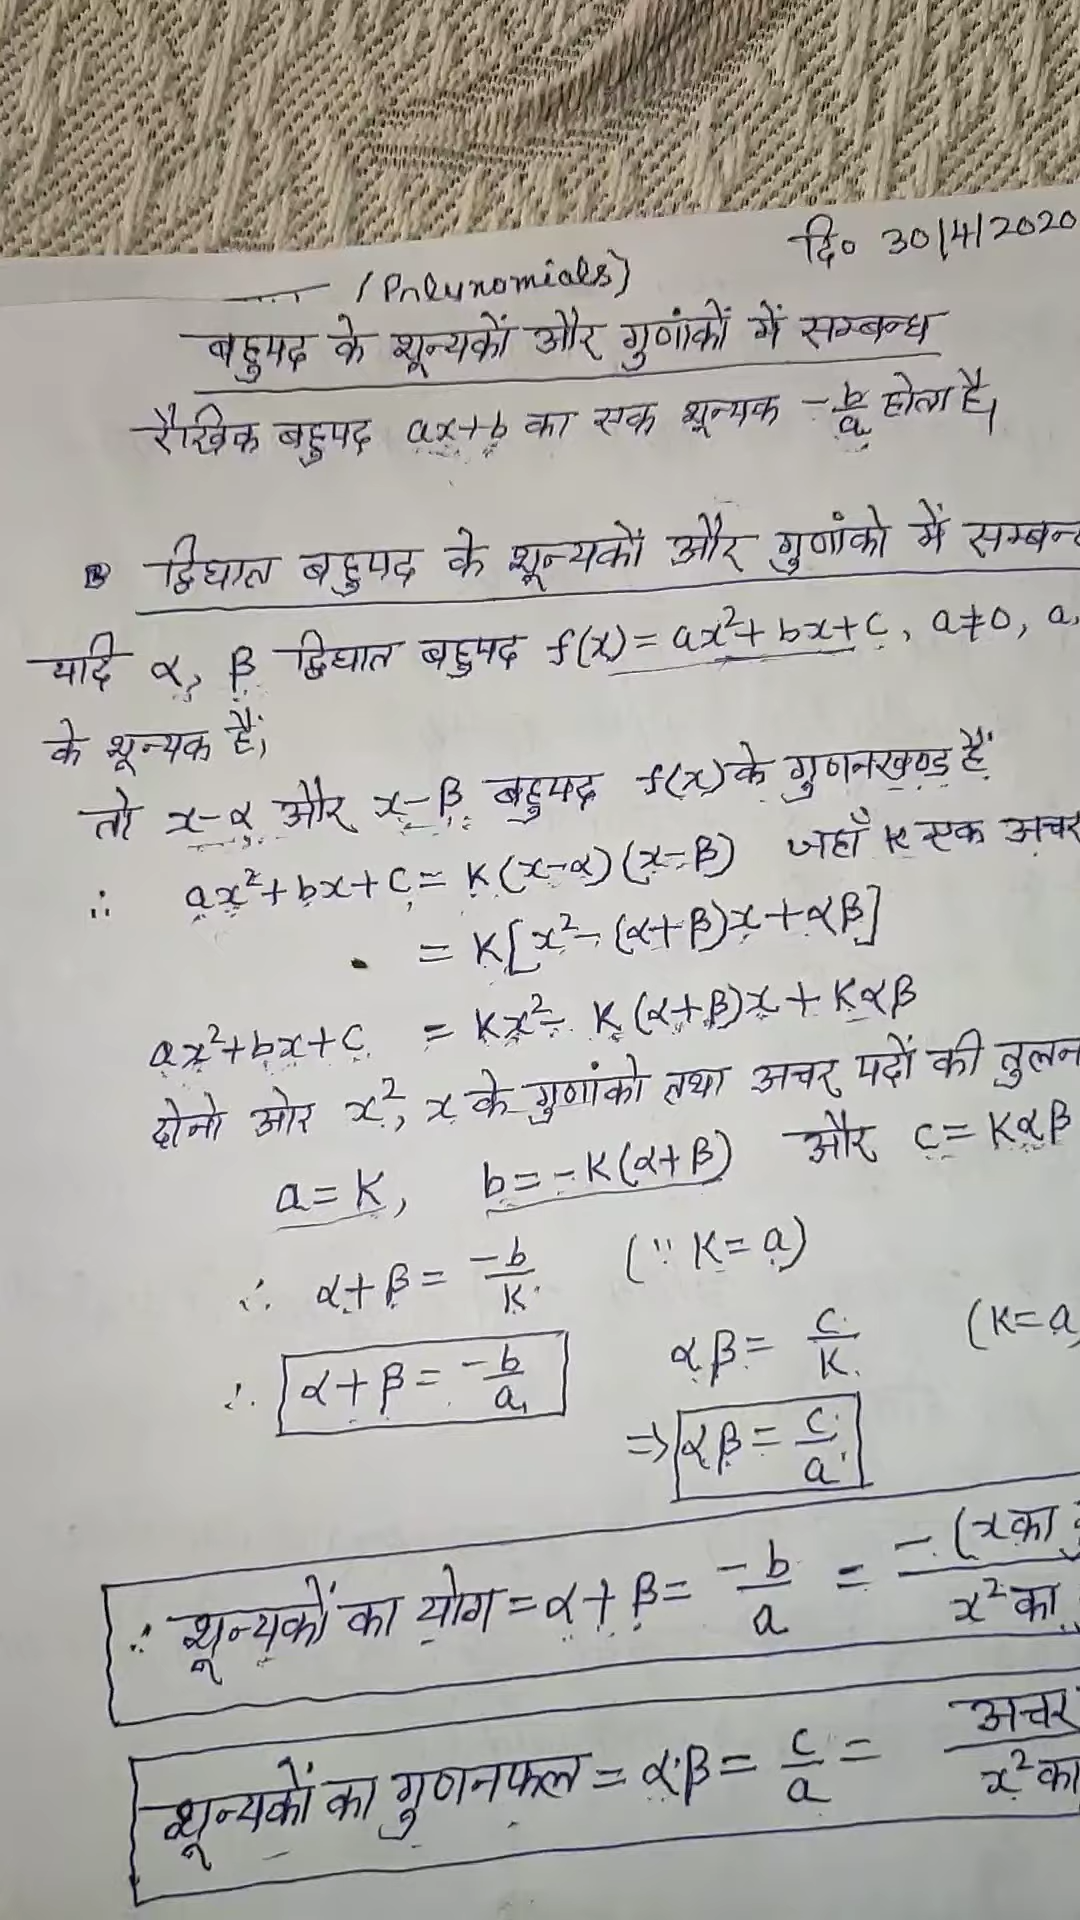 दि० 30/4/2020
(Polynomials)
बहुपद के शून्यकों और गुणांकों में सम्बन्ध
रैखिक बहुपद ax+b का एक शून्यक -b/a होता है,
द्विघात बहुपद के शून्यकों और गुणांको में सम्बन्
यदि α, β द्विघात बहुपद f(x) = ax²+bx+c, a≠0, a,
के शून्यक हैं,
तो x-α और x-β बहुपद f(x) के गुणनखण्ड हैं
∴ ax²+bx+c = K(x-α)(x-β) जहाँ K एक अचर
= K[x²-(α+β)x+αβ]
ax²+bx+c = Kx²- K(α+β)x+Kαβ
दोनो ओर x², x के गुणांको तथा अचर पदों की तुलन
a=K, b=-K(α+β) और c=Kαβ
∴ α+β = -b/K (∵ K=a)
αβ = c/K (K=a
∴ α+β = -b/a
⇒ αβ = c/a
∴ शून्यकों का योग = α+β = -b/a = -(x का / x² का
शून्यकों का गुणनफल = α.β = c/a = अचर / x² का